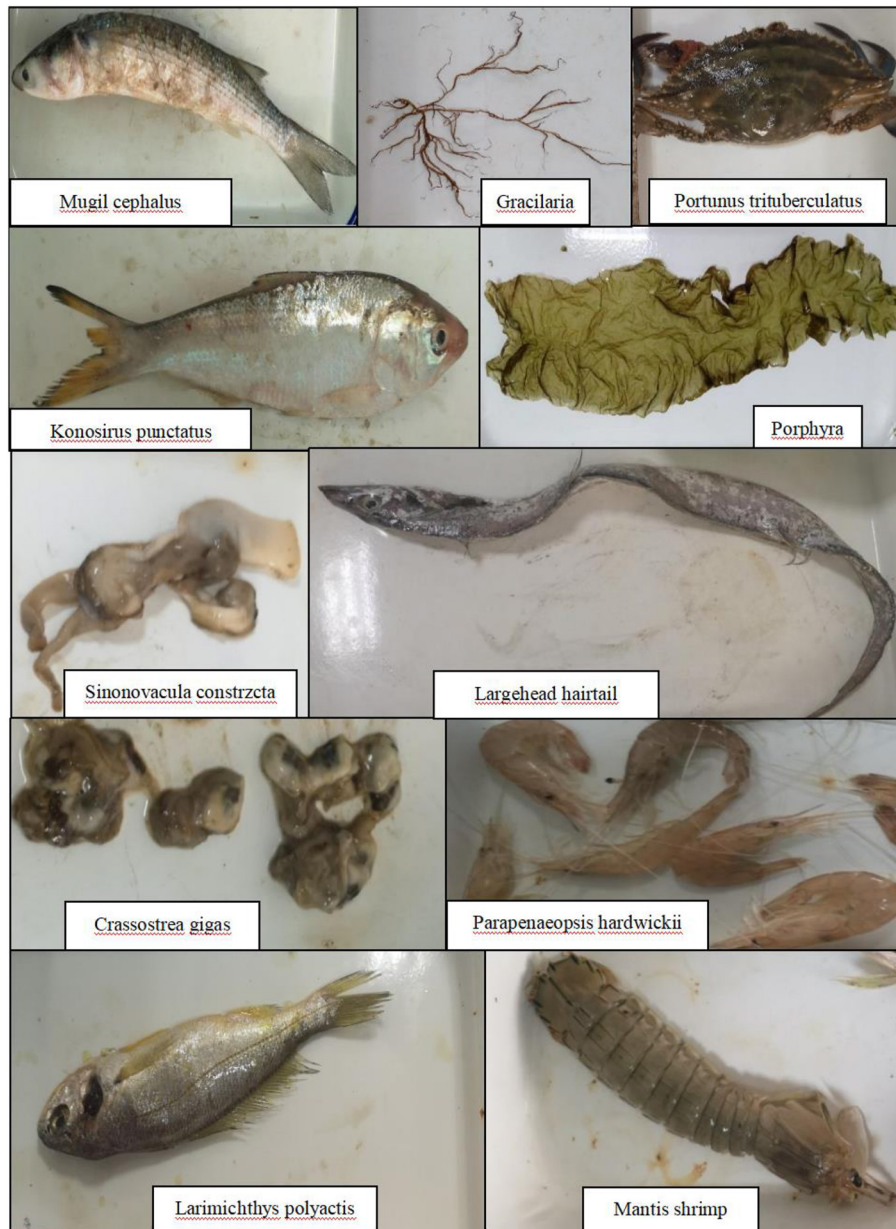 Mugil cephalus
Gracilaria
Portunus trituberculatus
Konosirus punctatus
Porphyra
Sinonovacula constrzcta
Largehead hairtail
Crassostrea gigas
Parapenaeopsis hardwickii
Larimichthys polyactis
Mantis shrimp